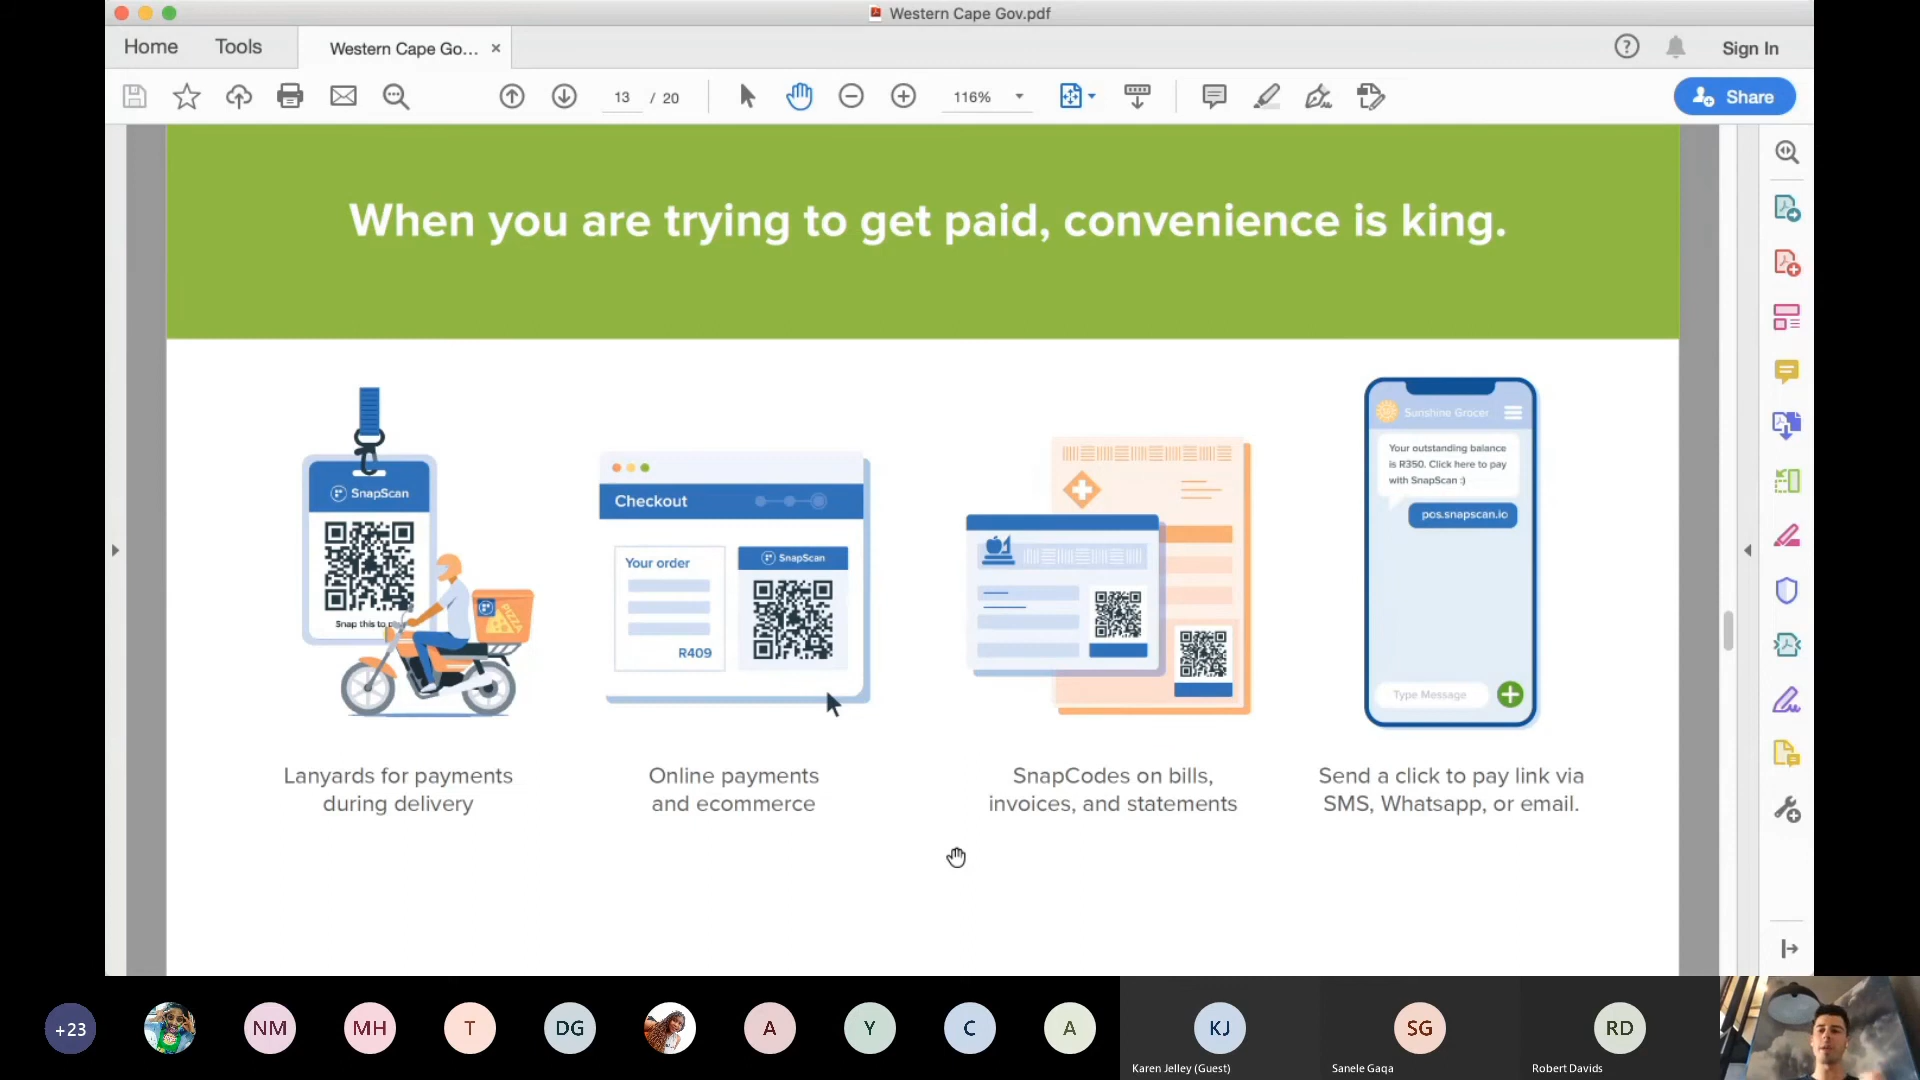 Western Cape Gov.pdf
Home
Tools
Western Cape Go...
Sign In
13 / 20
116%
Share
When you are trying to get paid, convenience is king.
SnapScan
Snap this to p
PIZZA
Lanyards for payments
during delivery
Checkout
Your order
R409
SnapScan
Online payments
and ecommerce
SnapCodes on bills,
invoices, and statements
Sunshine Grocer
Your outstanding balance
is R350. Click here to pay
with SnapScan :)
pos.snapscan.io
Type Message
Send a click to pay link via
SMS, Whatsapp, or email.
+23
NM
MH
T
DG
A
Y
C
A
KJ
Karen Jelley (Guest)
SG
Sanele Gaqa
RD
Robert Davids